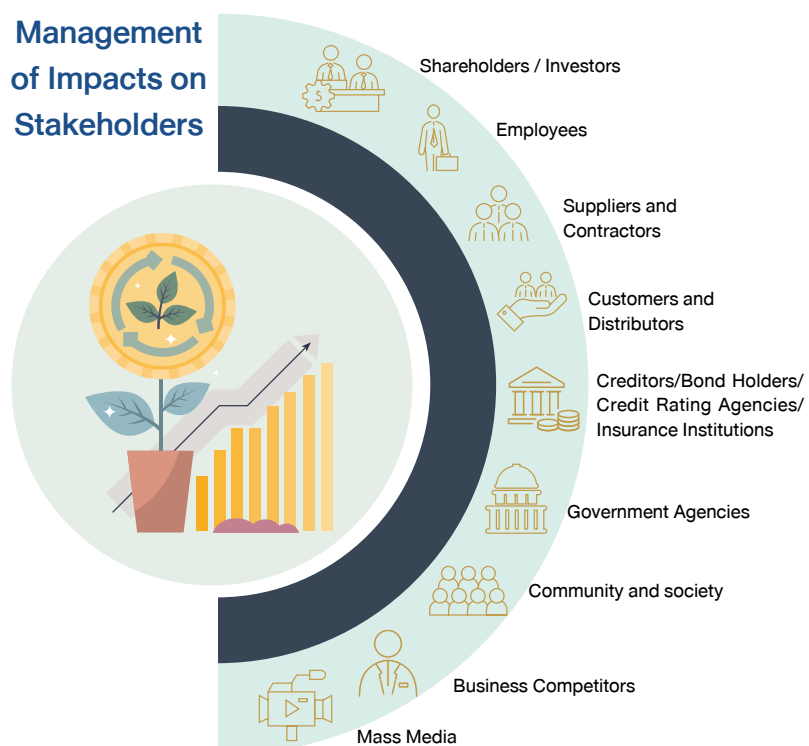 Management
of Impacts on
Stakeholders
Shareholders / Investors
Employees
Suppliers and
Contractors
Customers and
Distributors
Creditors/Bond Holders/
Credit Rating Agencies/
Insurance Institutions
Government Agencies
Community and society
Business Competitors
Mass Media
$